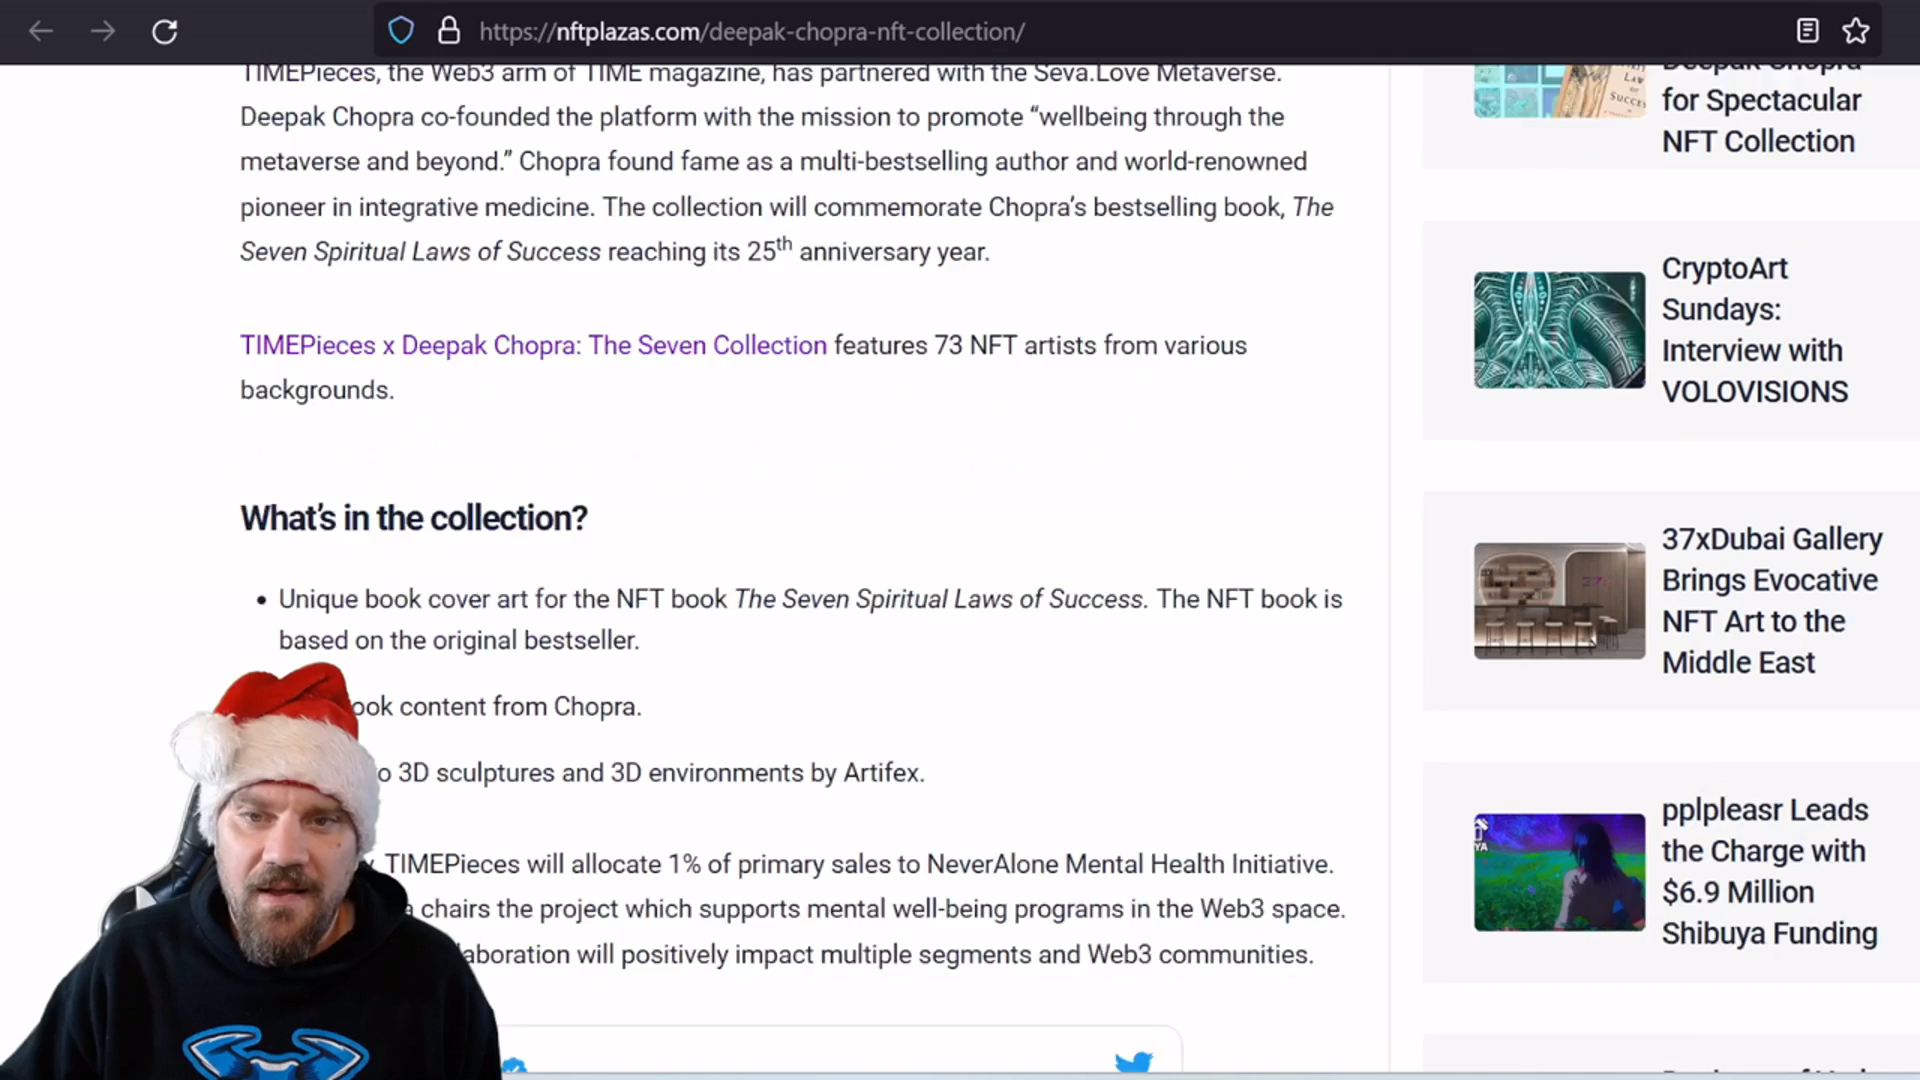 https://nftplazas.com/deepak-chopra-nft-collection/
TIMEPieces, the Web3 arm of TIME magazine, has partnered with the Seva.Love Metaverse.
Deepak Chopra co-founded the platform with the mission to promote “wellbeing through the
metaverse and beyond.” Chopra found fame as a multi-bestselling author and world-renowned
pioneer in integrative medicine. The collection will commemorate Chopra’s bestselling book, The
Seven Spiritual Laws of Success reaching its 25th anniversary year.
TIMEPieces x Deepak Chopra: The Seven Collection features 73 NFT artists from various
backgrounds.
What’s in the collection?
• Unique book cover art for the NFT book The Seven Spiritual Laws of Success. The NFT book is
based on the original bestseller.
ook content from Chopra.
o 3D sculptures and 3D environments by Artifex.
TIMEPieces will allocate 1% of primary sales to NeverAlone Mental Health Initiative.
a chairs the project which supports mental well-being programs in the Web3 space.
laboration will positively impact multiple segments and Web3 communities.
Deepak Chopra
for Spectacular
NFT Collection
LAW
OF
SUCCE
CryptoArt
Sundays:
Interview with
VOLOVISIONS
37xDubai Gallery
Brings Evocative
NFT Art to the
Middle East
pplpleasr Leads
the Charge with
$6.9 Million
Shibuya Funding
YA